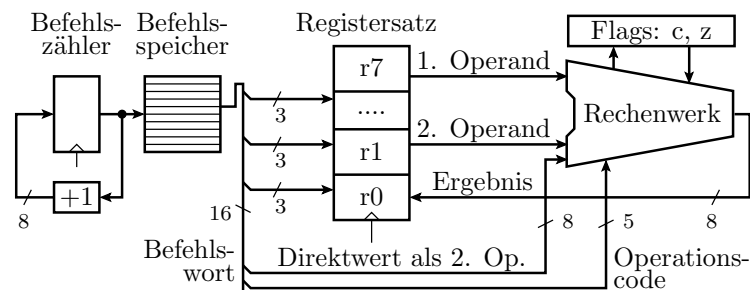 Befehls-
zähler
Befehls-
speicher
Registersatz
Flags: c, z
r7
1. Operand
....
Rechenwerk
3
2. Operand
r1
3
+1
8
r0
Ergebnis
3
16
8
5
8
Befehls-
wort
Direktwert als 2. Op.
Operations-
code